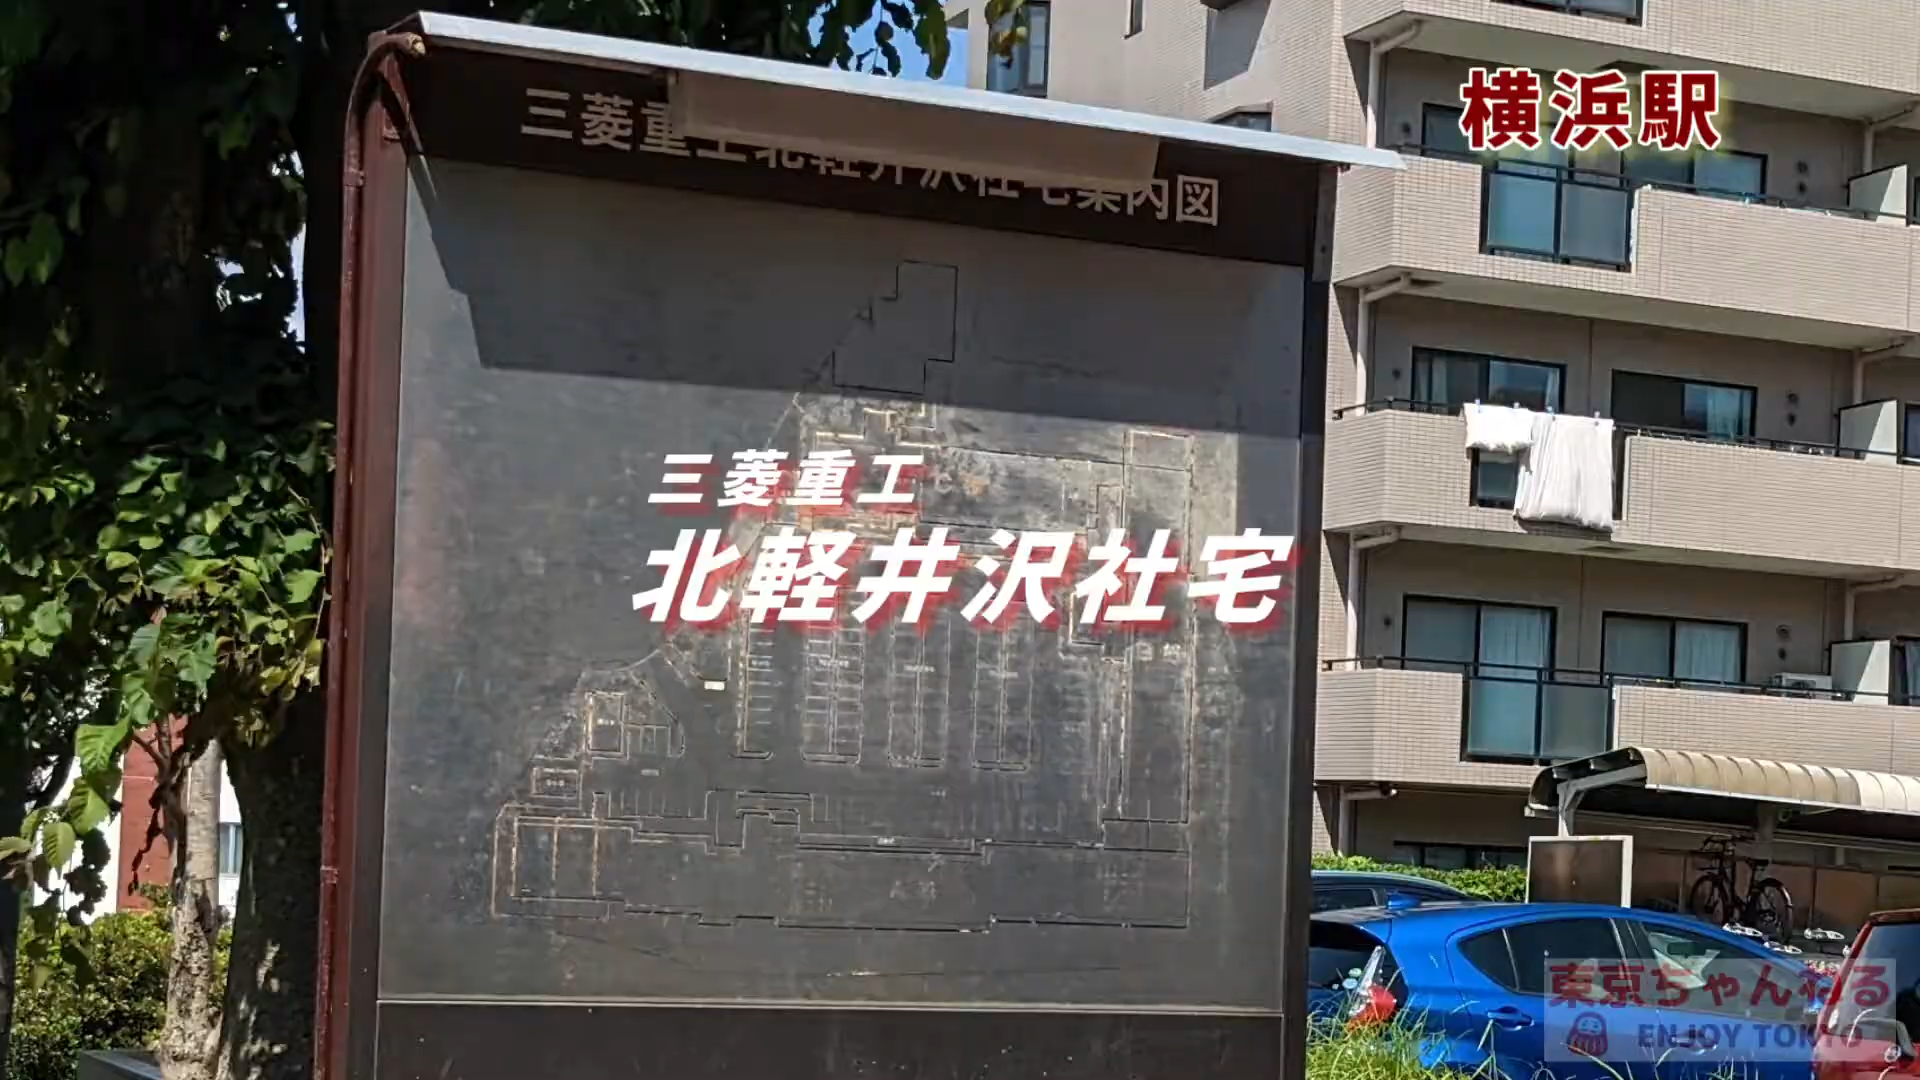 三菱重工北軽井沢社宅案内図
横浜駅
三菱重工
北軽井沢社宅
東京ちゃんねる
ENJOY TOKYO